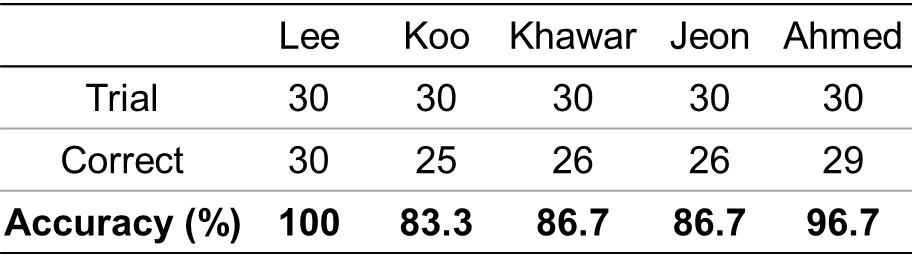 Lee Koo Khawar Jeon Ahmed
Trial 30 30 30 30 30
Correct 30 25 26 26 29
Accuracy (%) 100 83.3 86.7 86.7 96.7